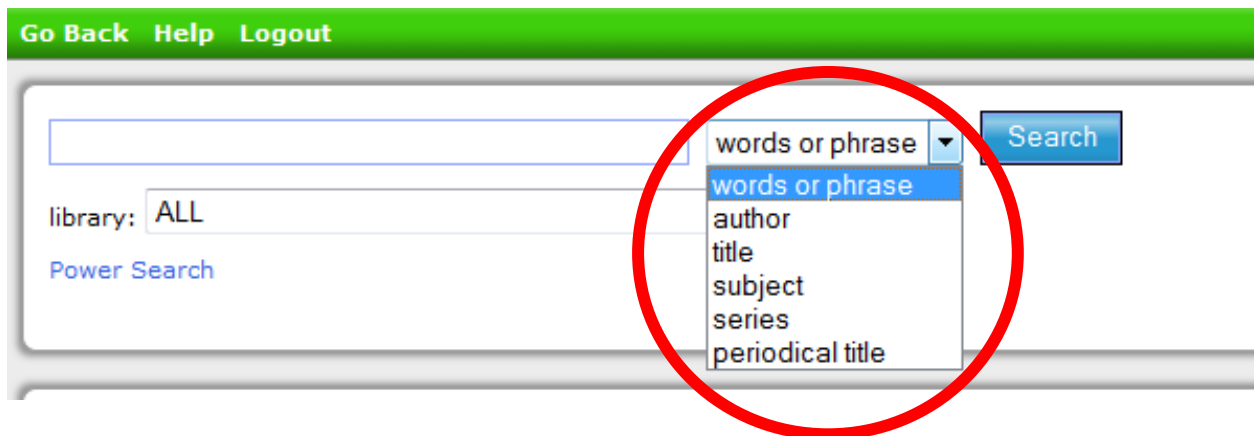 Go Back Help Logout
words or phrase Search
words or phrase
author
library: ALL
title
Power Search
subject
series
periodical title